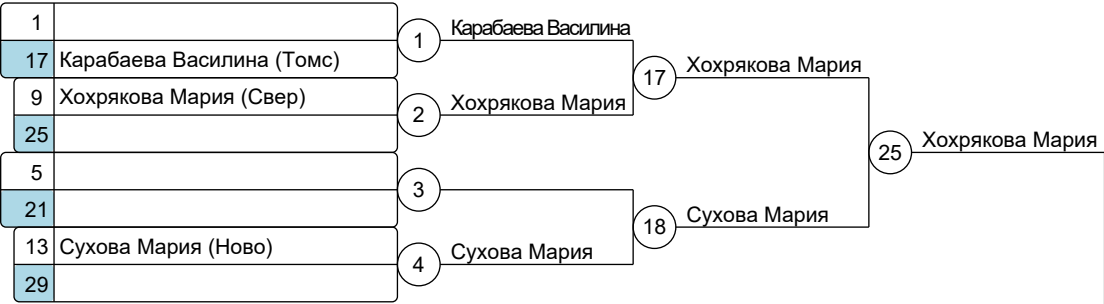 1
17 Карабаева Василина (Томс)
1
Карабаева Василина
9 Хохрякова Мария (Свер)
25
2
Хохрякова Мария
17
Хохрякова Мария
5
21
3
13 Сухова Мария (Ново)
29
4
Сухова Мария
18
Сухова Мария
25
Хохрякова Мария